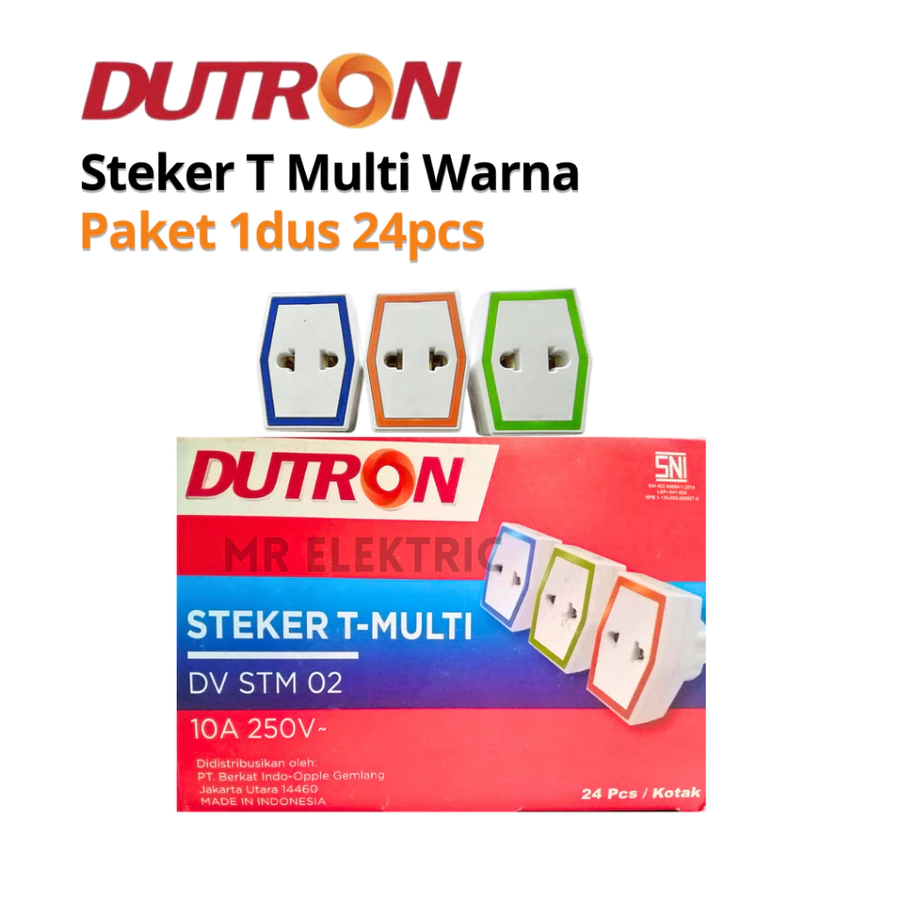 DUTRON
Steker T Multi Warna
Paket 1dus 24pcs
DUTRON
SNI
MR ELEKTRIC
STEKER T-MULTI
DV STM 02
10A 250V~
Didistribusikan oleh:
PT. Berkat Indo-Opple Gemlang
Jakarta Utara 14460
MADE IN INDONESIA
24 Pcs / Kotak